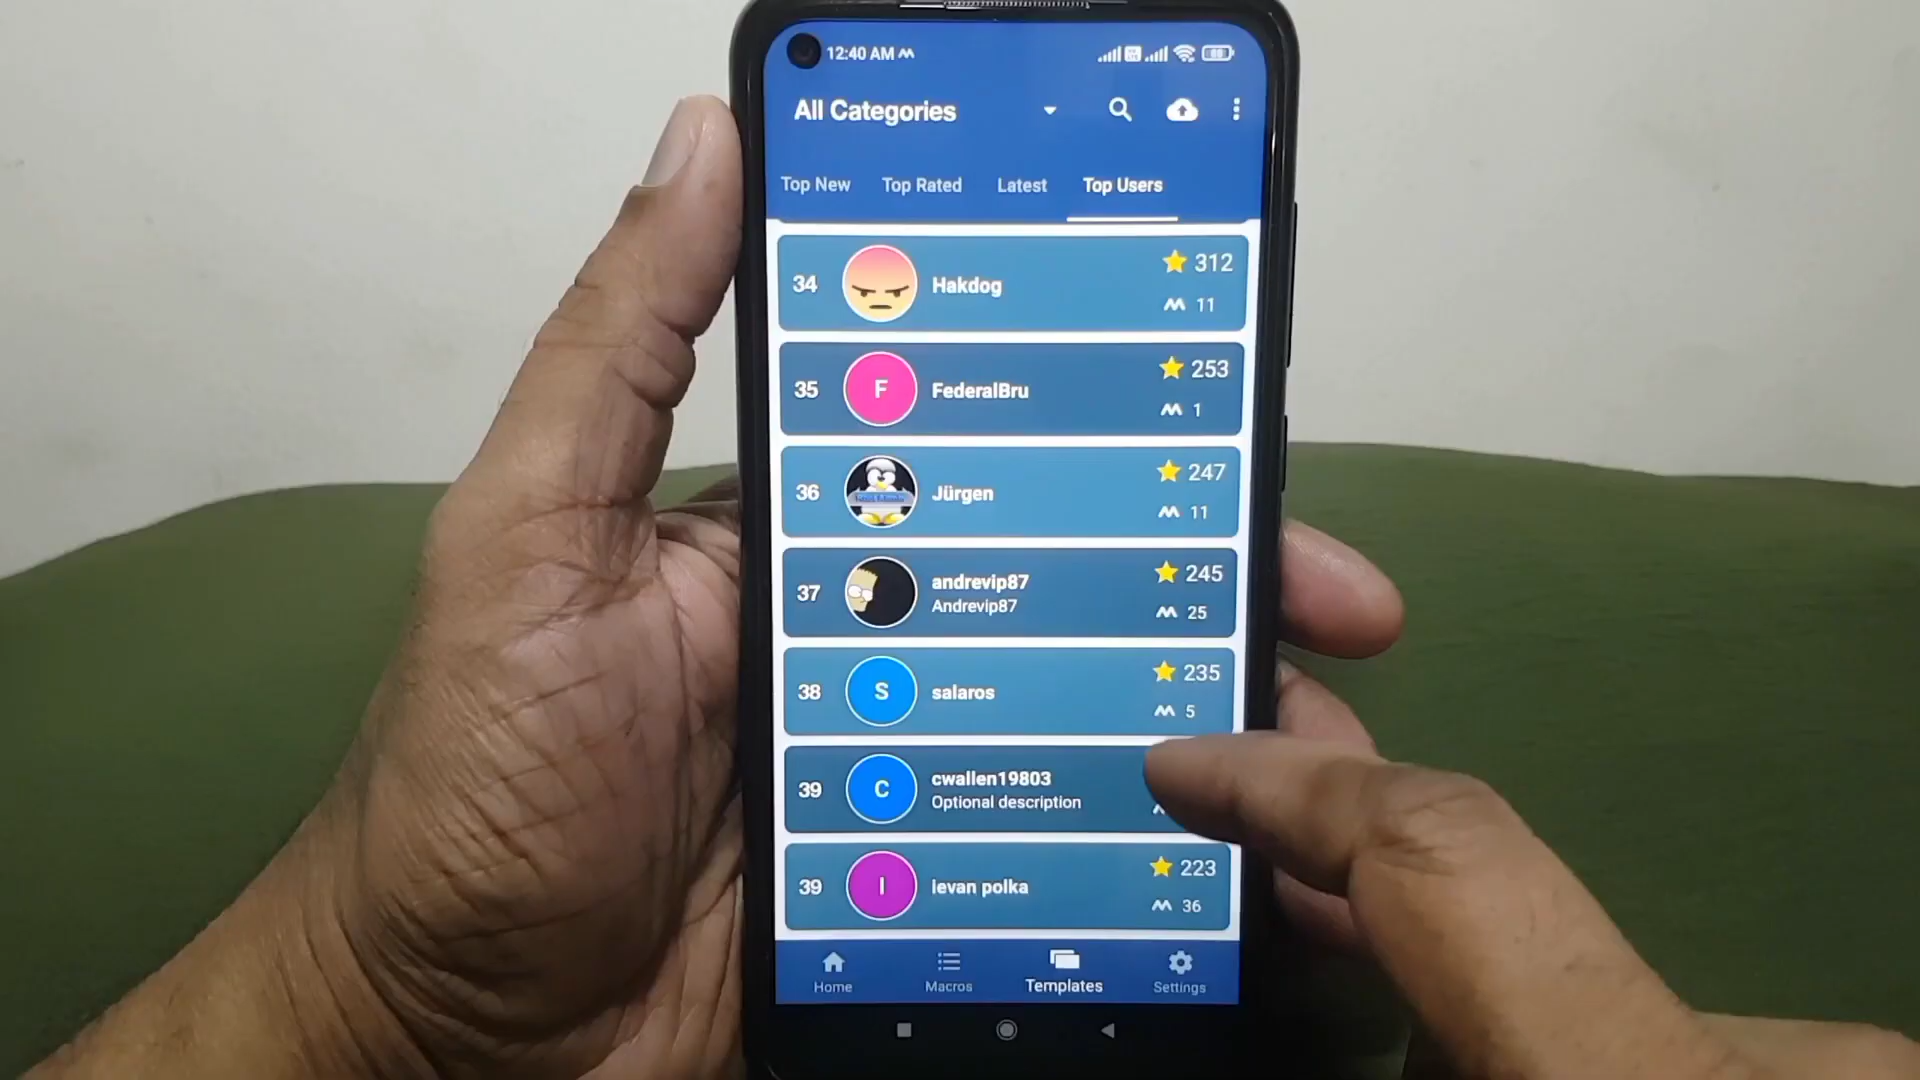 12:40 AM
All Categories
Top New Top Rated Latest Top Users
34 Hakdog 312
11
35 F FederalBru 253
1
36 Jürgen 247
11
37 andrevip87 245
Andrevip87 25
38 S salaros 235
5
39 C cwallen19803
Optional description
39 I ievan polka 223
36
Home Macros Templates Settings